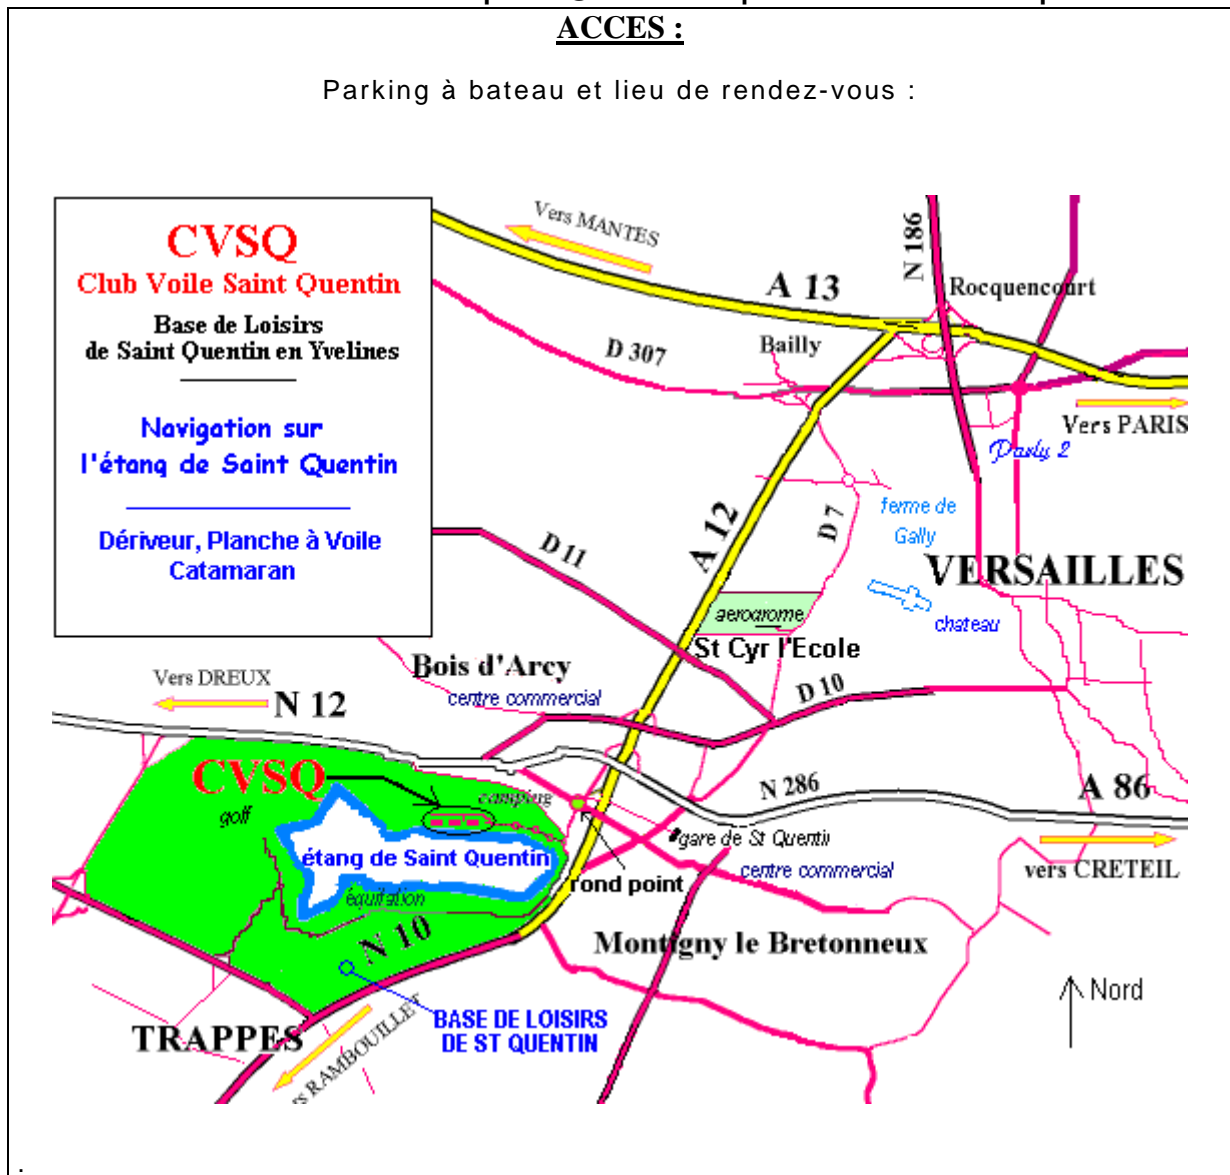 ACCES :
Parking à bateau et lieu de rendez-vous :
CVSQ
Club Voile Saint Quentin
Base de Loisirs
de Saint Quentin en Yvelines
Navigation sur
l'étang de Saint Quentin
Dériveur, Planche à Voile
Catamaran
Vers MANTES
A 13
N 186
Rocquencourt
Bailly
D 307
Vers PARIS
Parly 2
A 12
D 7
ferme de
Gally
VERSAILLES
D 11
aerodrome
chateau
St Cyr l'Ecole
Bois d'Arcy
centre commercial
D 10
Vers DREUX
N 12
CVSQ
camping
golf
N 286
A 86
gare de St Quentin
étang de Saint Quentin
centre commercial
vers CRETEIL
rond point
équitation
N 10
Montigny le Bretonneux
Nord
BASE DE LOISIRS
DE ST QUENTIN
TRAPPES
RAMBOUILLET
.